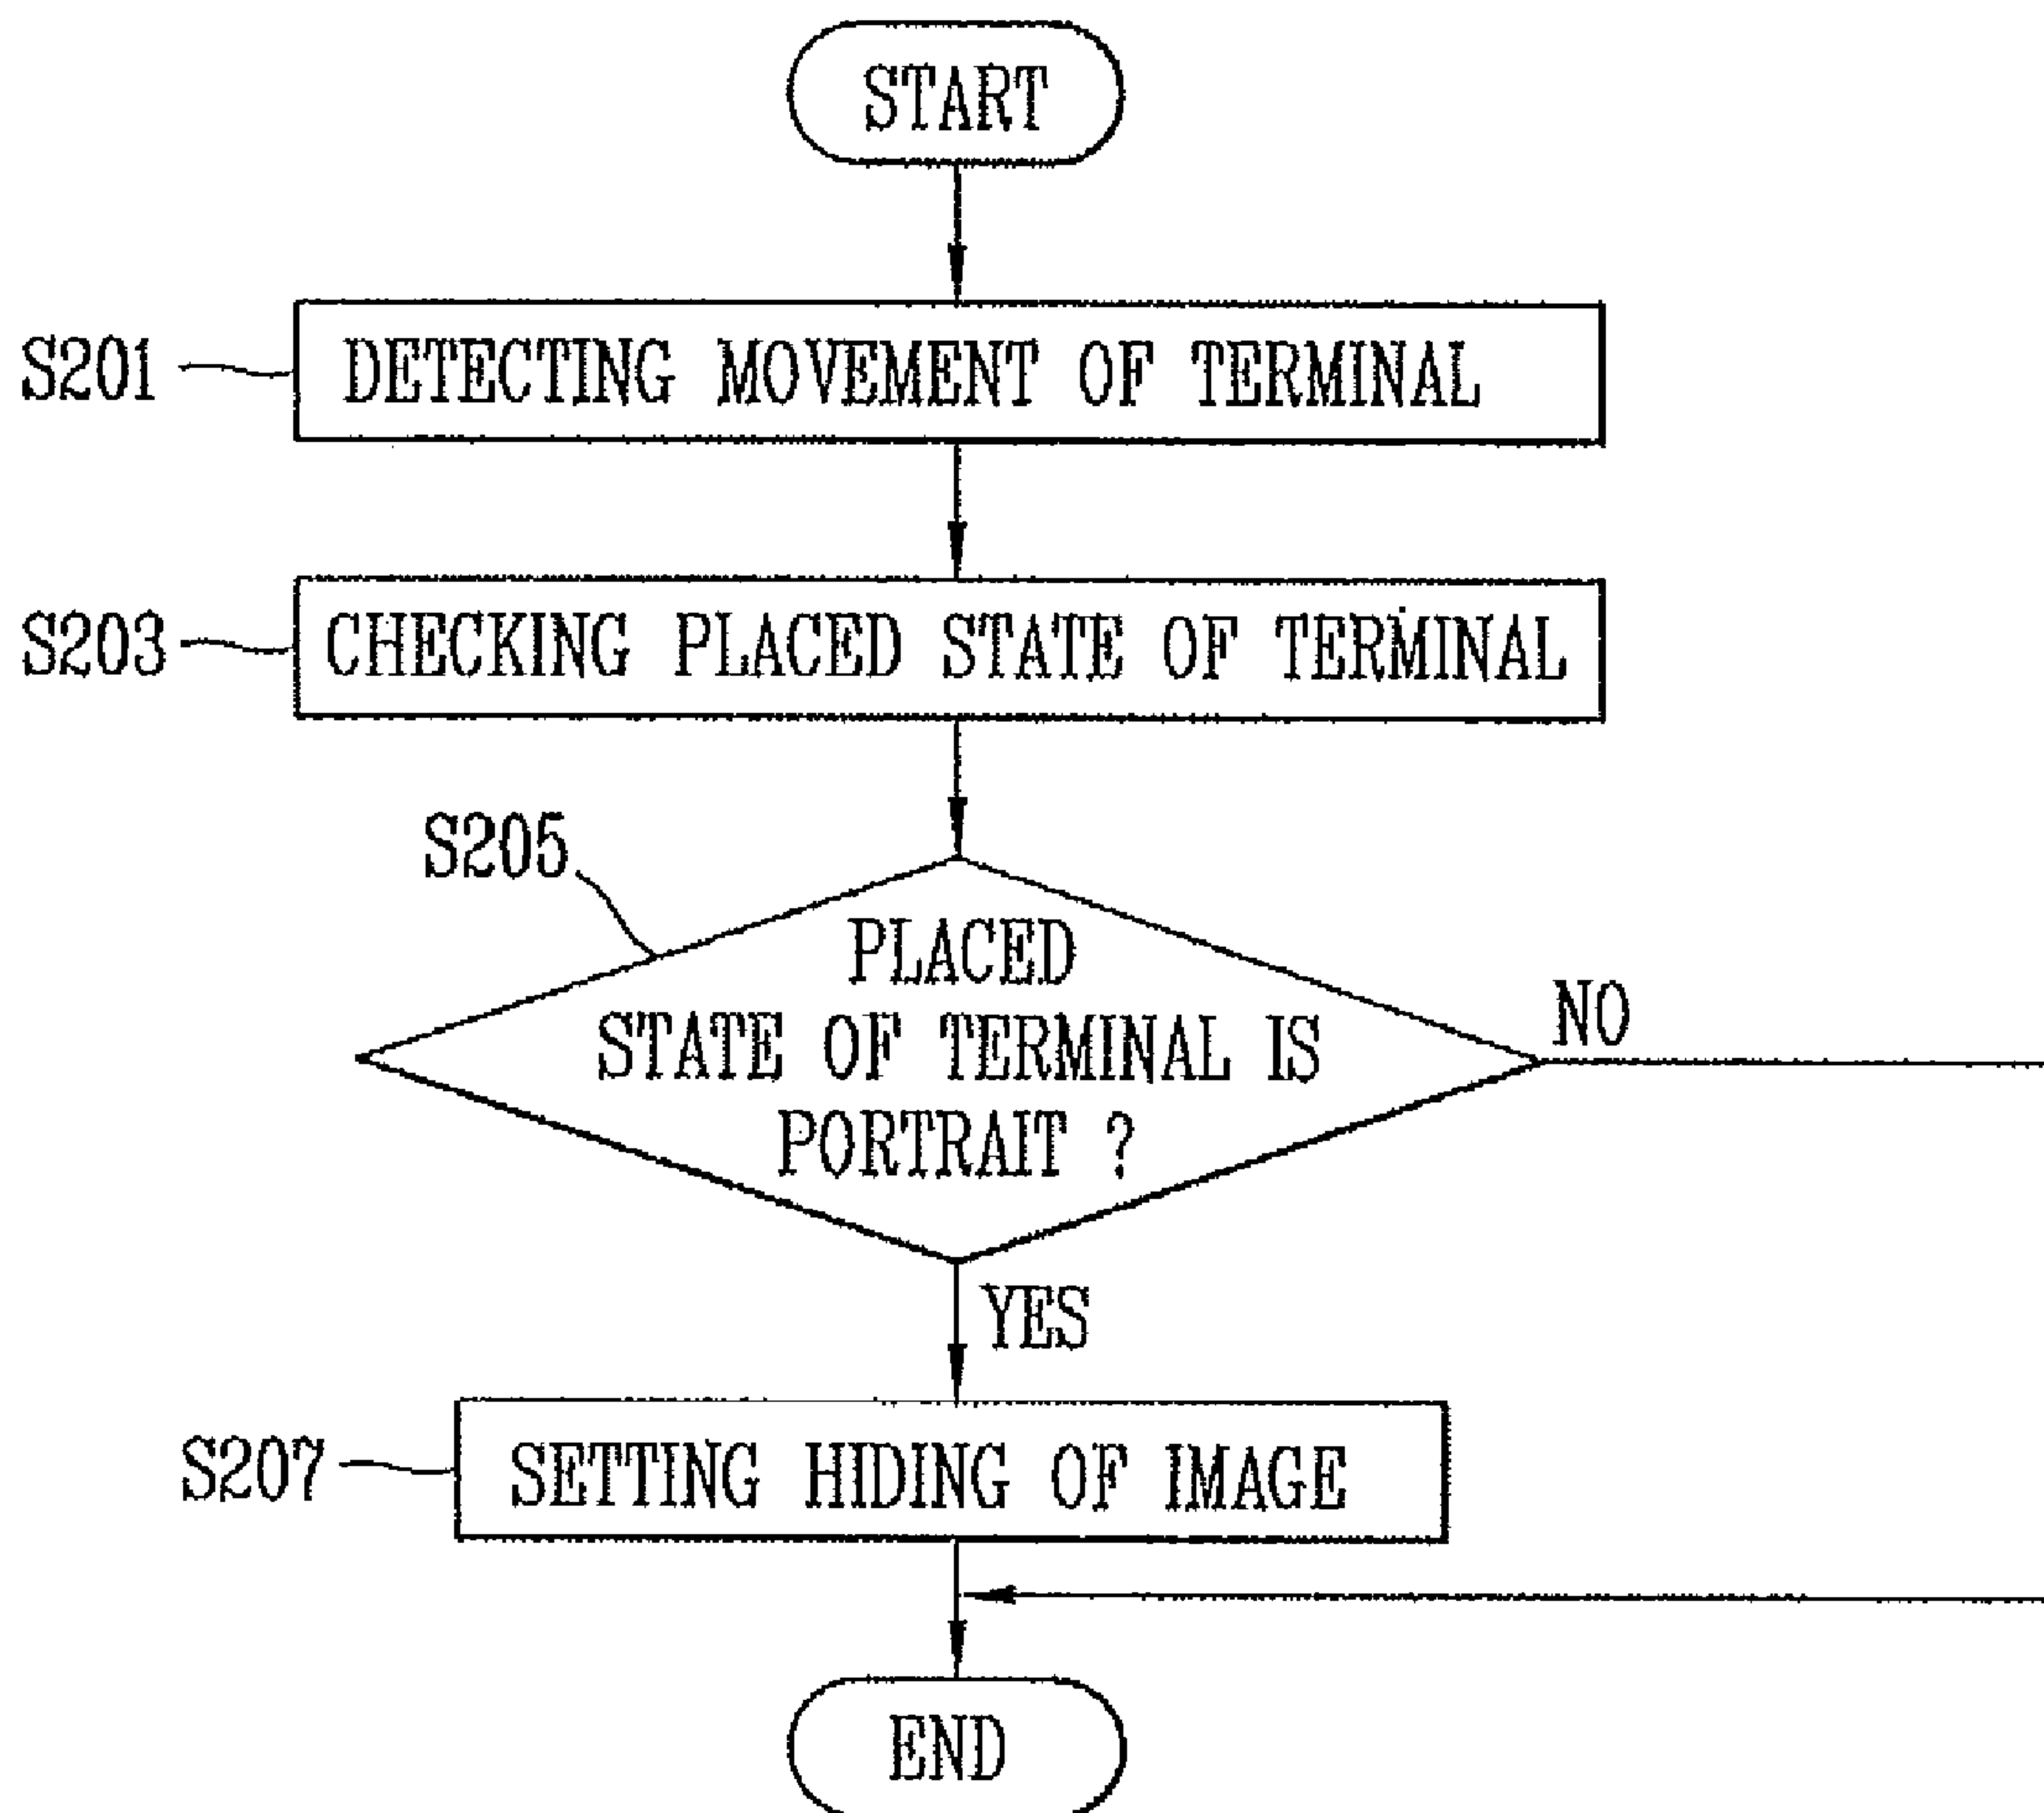 START
S201
DETECTING MOVEMENT OF TERMINAL
S203
CHECKING PLACED STATE OF TERMINAL
S205
PLACED
STATE OF TERMINAL IS
PORTRAIT ?
NO
YES
S207
SETTING HIDING OF IMAGE
END